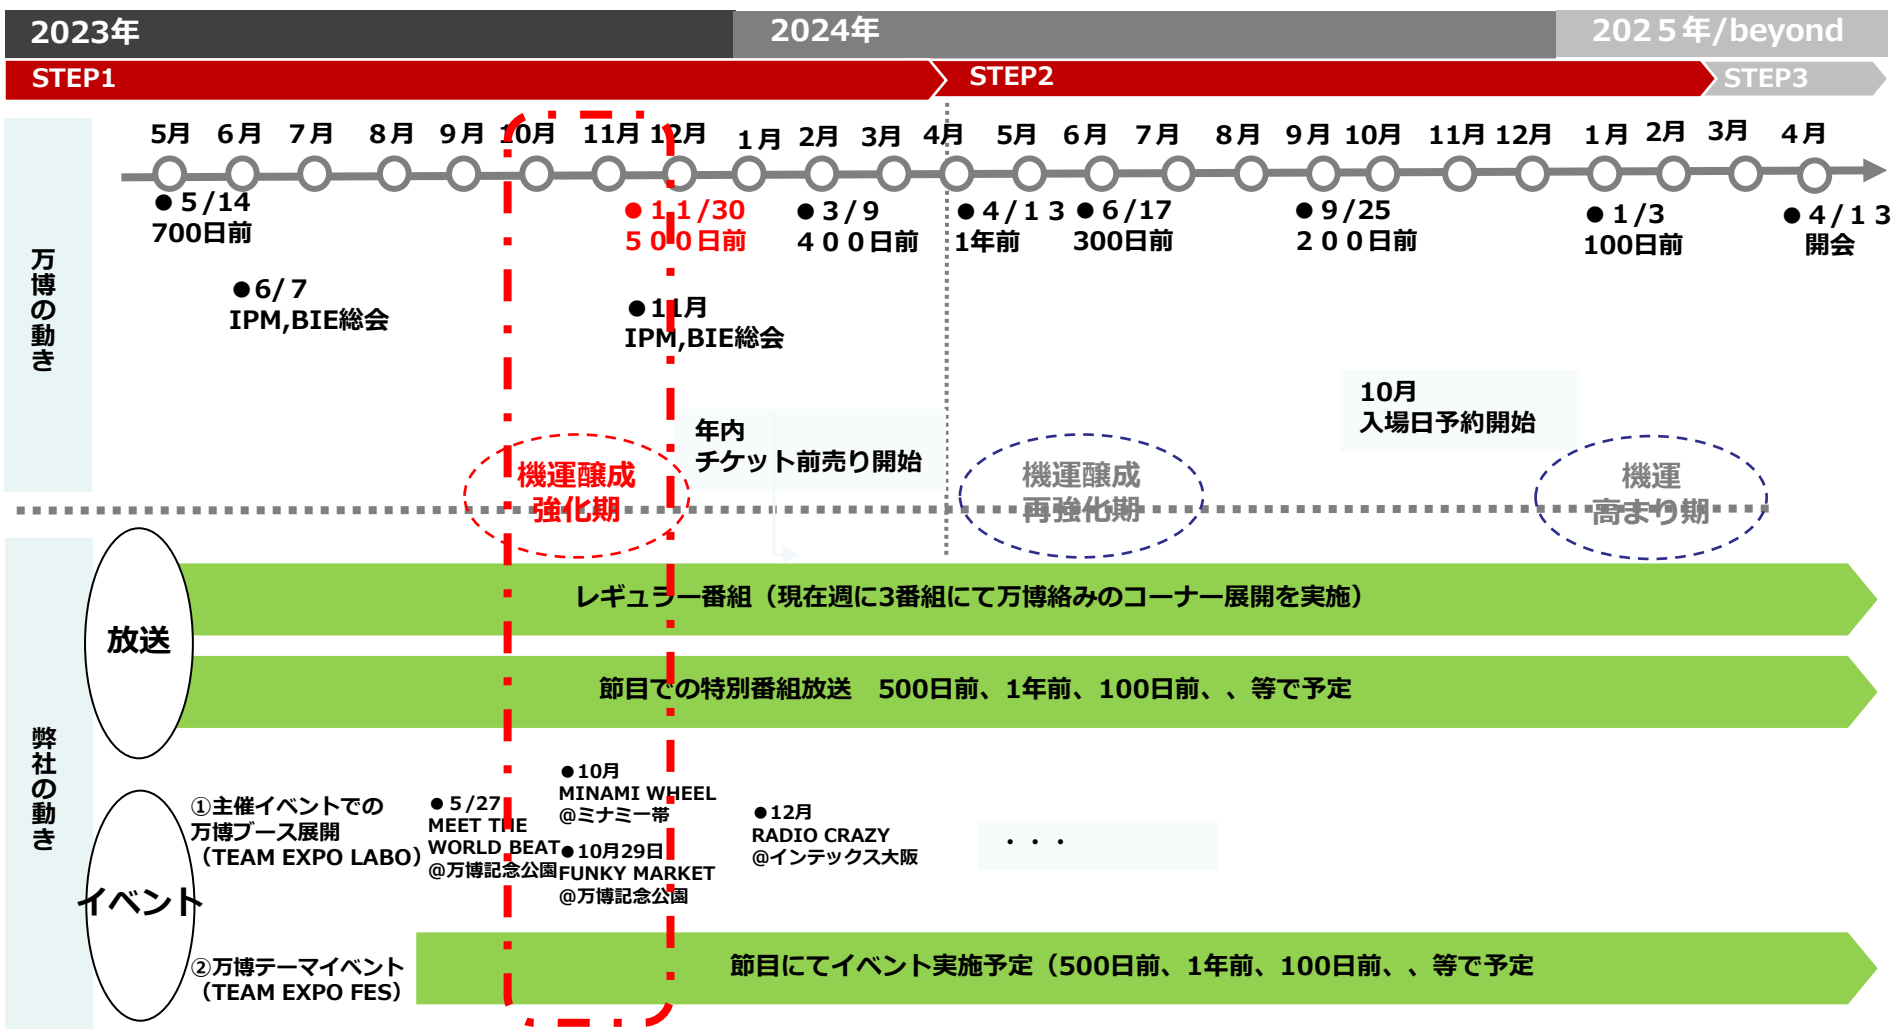 2023年
2024年
2025年/beyond
STEP1
STEP2
STEP3
5月 6月 7月 8月 9月 10月 11月 12月 1月 2月 3月 4月 5月 6月 7月 8月 9月 10月 11月 12月 1月 2月 3月 4月
万博の動き
●5/14
700日前
●11/30
500日前
●3/9
400日前
●4/13
1年前
●6/17
300日前
●9/25
200日前
●1/3
100日前
●4/13
開会
●6/7
IPM,BIE総会
●11月
IPM,BIE総会
年内
チケット前売り開始
10月
入場日予約開始
機運醸成
強化期
機運醸成
再強化期
機運
高まり期
弊社の動き
放送
レギュラー番組（現在週に3番組にて万博絡みのコーナー展開を実施）
節目での特別番組放送　500日前、1年前、100日前、、等で予定
イベント
①主催イベントでの
万博ブース展開
（TEAM EXPO LABO）
●5/27
MEET THE
WORLD BEAT
@万博記念公園
●10月
MINAMI WHEEL
@ミナミ一帯
●10月29日
FUNKY MARKET
@万博記念公園
●12月
RADIO CRAZY
@インテックス大阪
・・・
②万博テーマイベント
（TEAM EXPO FES）
節目にてイベント実施予定（500日前、1年前、100日前、、等で予定